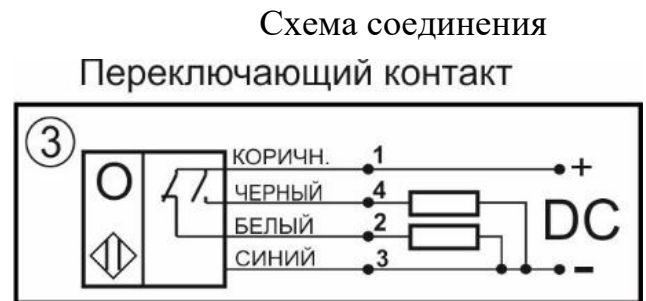 Схема соединения
Переключающий контакт
3
О
КОРИЧН. 1 +
ЧЕРНЫЙ 4
DC
БЕЛЫЙ 2
СИНИЙ 3 -